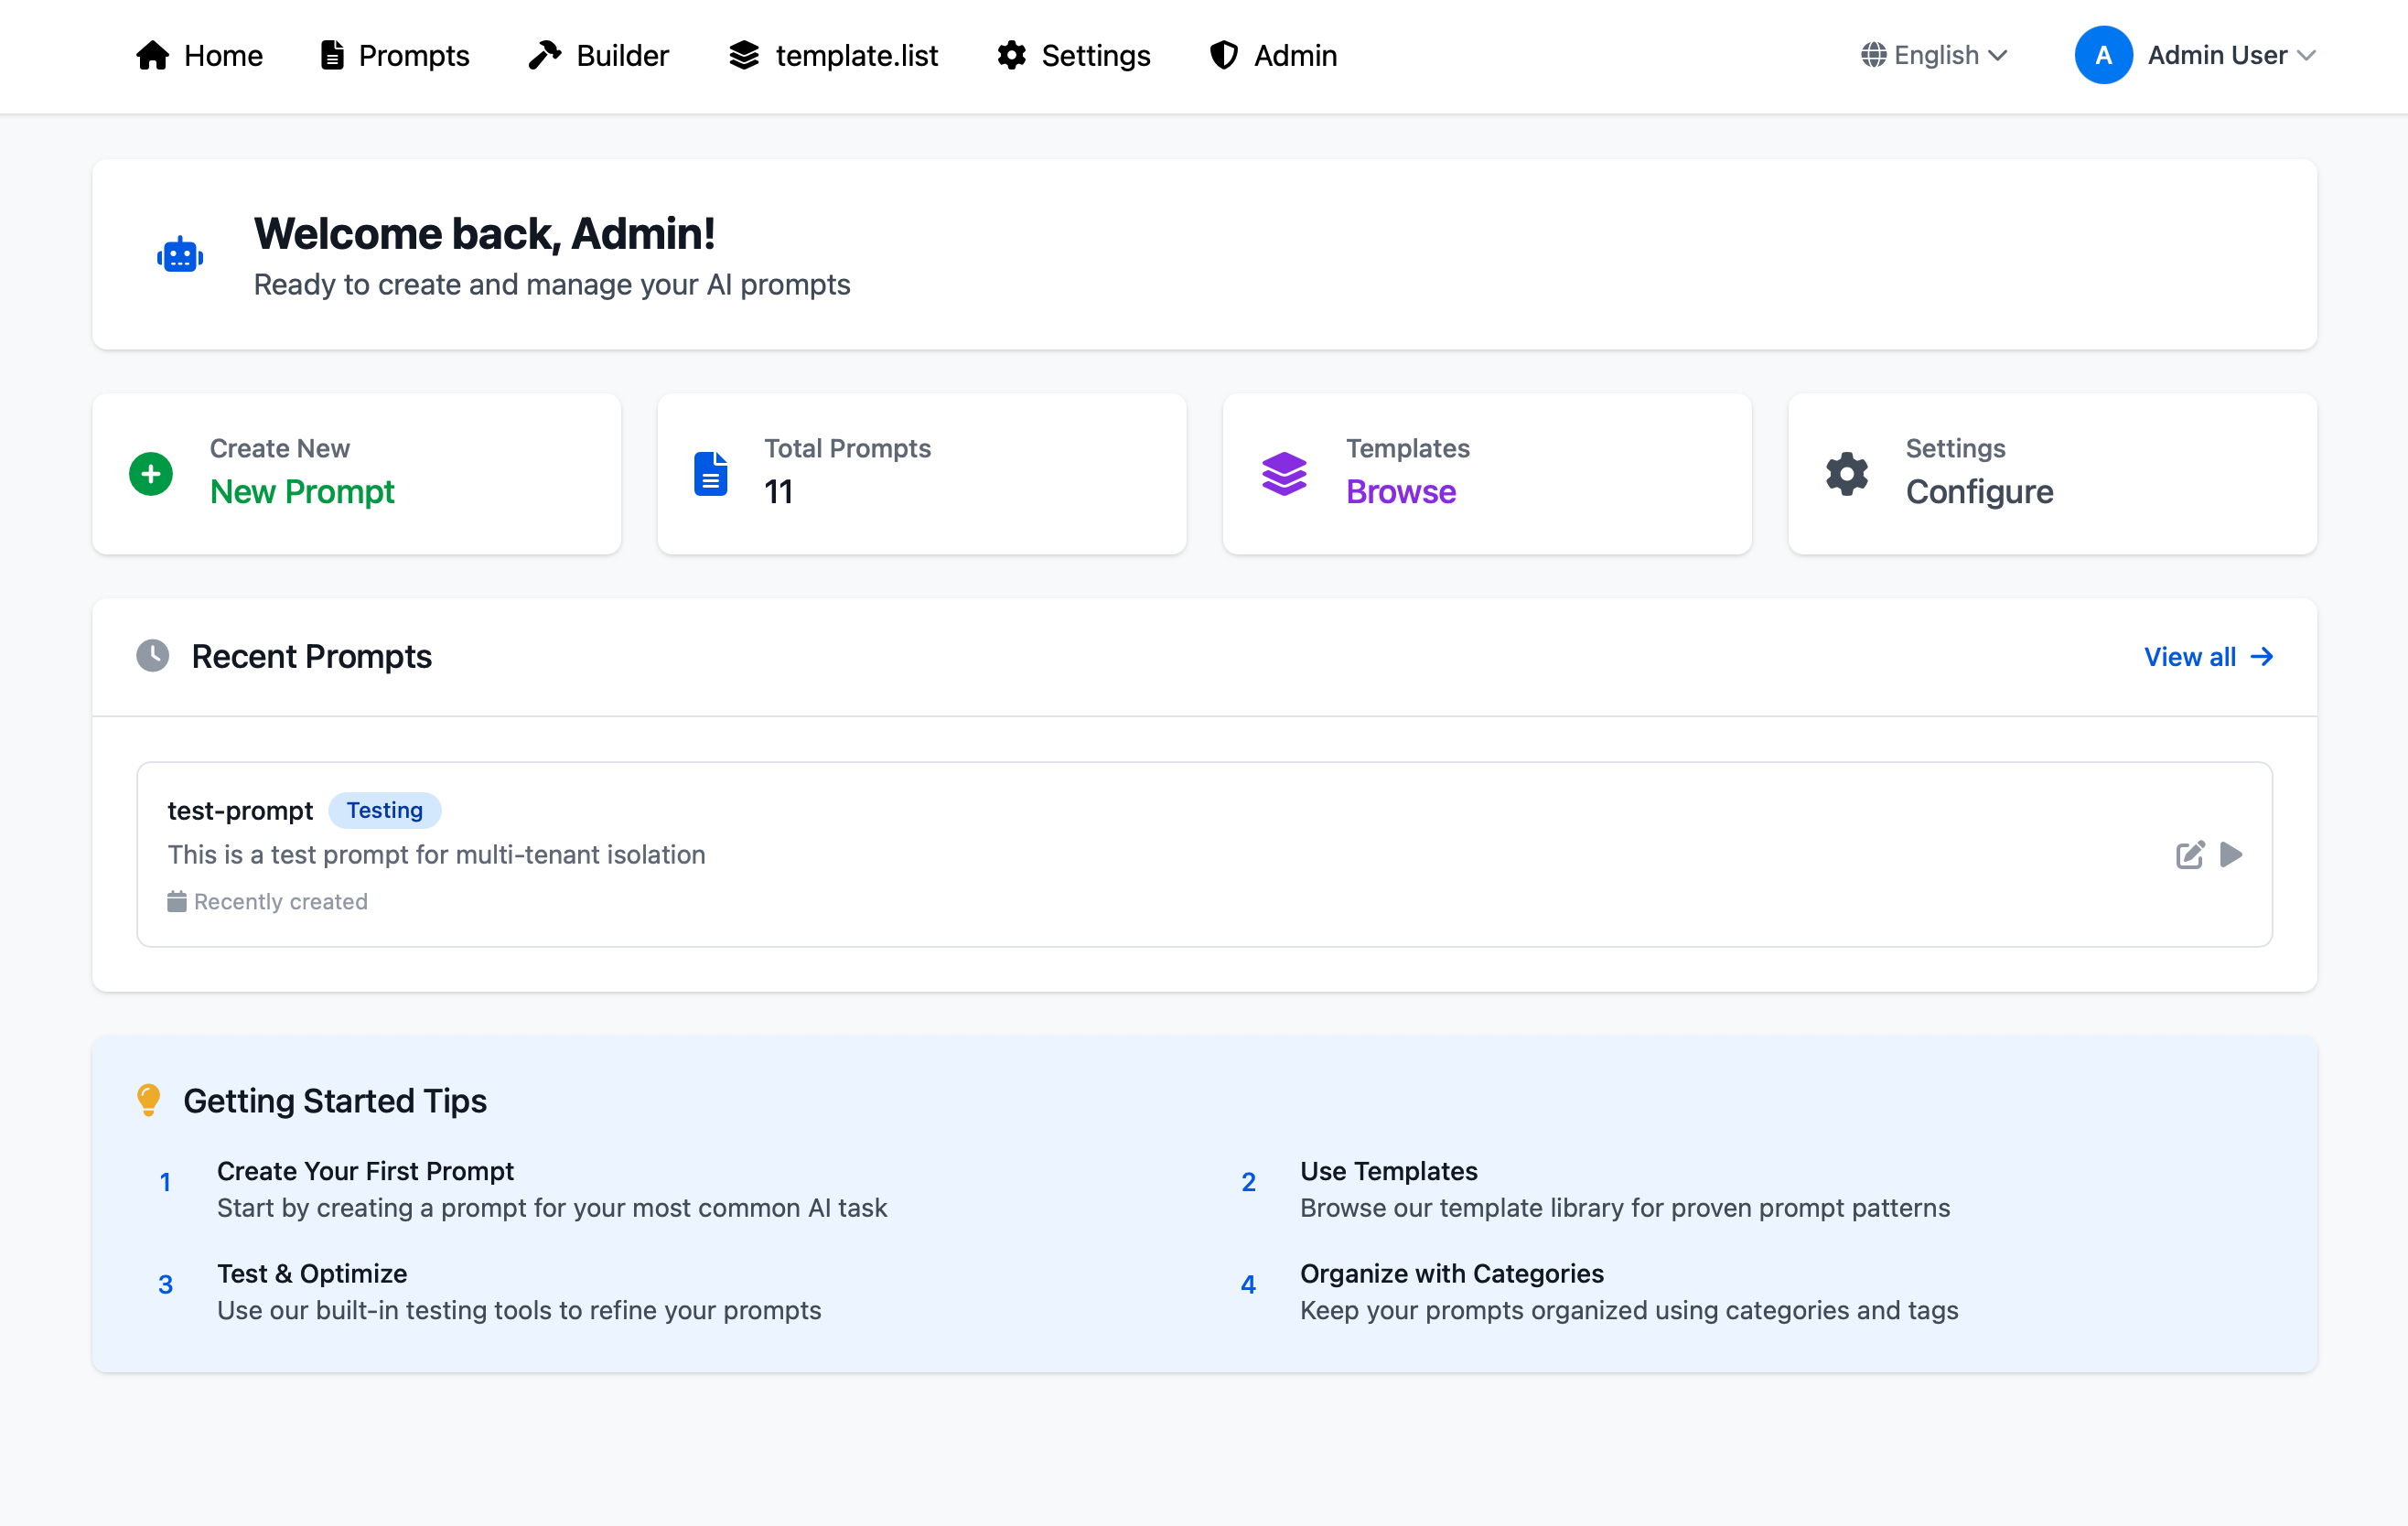 Home Prompts Builder template.list Settings Admin English A Admin User
Welcome back, Admin!
Ready to create and manage your AI prompts
Create New
New Prompt
Total Prompts
11
Templates
Browse
Settings
Configure
Recent Prompts
View all
test-prompt Testing
This is a test prompt for multi-tenant isolation
Recently created
Getting Started Tips
1
Create Your First Prompt
Start by creating a prompt for your most common AI task
2
Use Templates
Browse our template library for proven prompt patterns
3
Test & Optimize
Use our built-in testing tools to refine your prompts
4
Organize with Categories
Keep your prompts organized using categories and tags